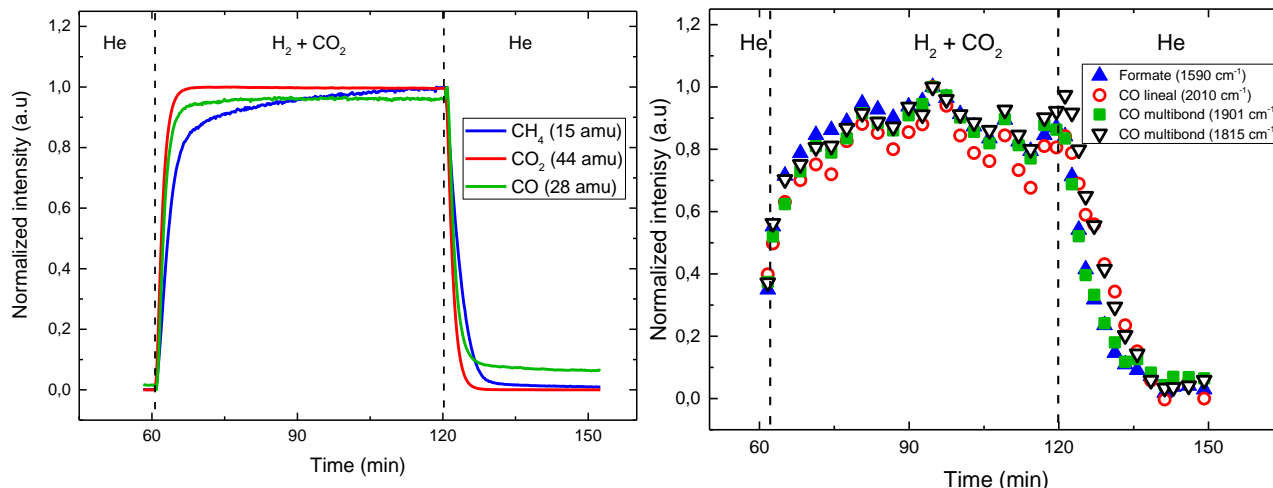 He
H2 + CO2
He
1,2
1,0
0,8
0,6
0,4
0,2
0,0
Normalized intensity (a.u)
CH4 (15 amu)
CO2 (44 amu)
CO (28 amu)
60
90
120
150
Time (min)
He
H2 + CO2
He
1,2
1,0
0,8
0,6
0,4
0,2
0,0
Normalized intenisy (a.u)
Formate (1590 cm-1)
CO lineal (2010 cm-1)
CO multibond (1901 cm-1)
CO multibond (1815 cm-1)
60
90
120
150
Time (min)